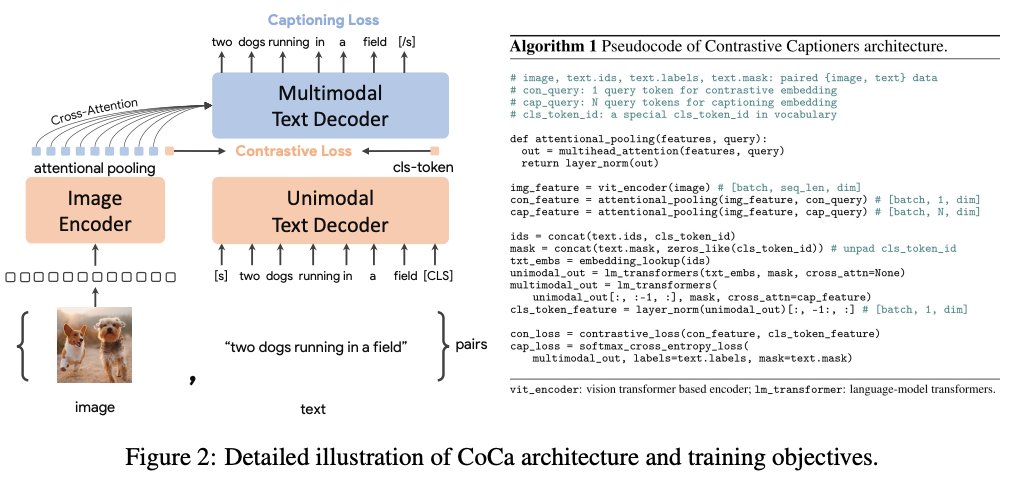 Captioning Loss
two dogs running in a field [/s]
Multimodal
Text Decoder
Cross-Attention
Contrastive Loss
attentional pooling
cls-token
Image
Encoder
Unimodal
Text Decoder
[s] two dogs running in a field [CLS]
“two dogs running in a field”
pairs
,
image
text
Algorithm 1 Pseudocode of Contrastive Captioners architecture.
# image, text.ids, text.labels, text.mask: paired {image, text} data
# con_query: 1 query token for contrastive embedding
# cap_query: N query tokens for captioning embedding
# cls_token_id: a special cls_token_id in vocabulary
def attentional_pooling(features, query):
  out = multihead_attention(features, query)
  return layer_norm(out)
img_feature = vit_encoder(image) # [batch, seq_len, dim]
con_feature = attentional_pooling(img_feature, con_query) # [batch, 1, dim]
cap_feature = attentional_pooling(img_feature, cap_query) # [batch, N, dim]
ids = concat(text.ids, cls_token_id)
mask = concat(text.mask, zeros_like(cls_token_id)) # unpad cls_token_id
txt_embs = embedding_lookup(ids)
unimodal_out = lm_transformers(txt_embs, mask, cross_attn=None)
multimodal_out = lm_transformers(
    unimodal_out[:, :-1, :], mask, cross_attn=cap_feature)
cls_token_feature = layer_norm(unimodal_out)[:, -1:, :] # [batch, 1, dim]
con_loss = contrastive_loss(con_feature, cls_token_feature)
cap_loss = softmax_cross_entropy_loss(
    multimodal_out, labels=text.labels, mask=text.mask)
vit_encoder: vision transformer based encoder; lm_transformer: language-model transformers.
Figure 2: Detailed illustration of CoCa architecture and training objectives.